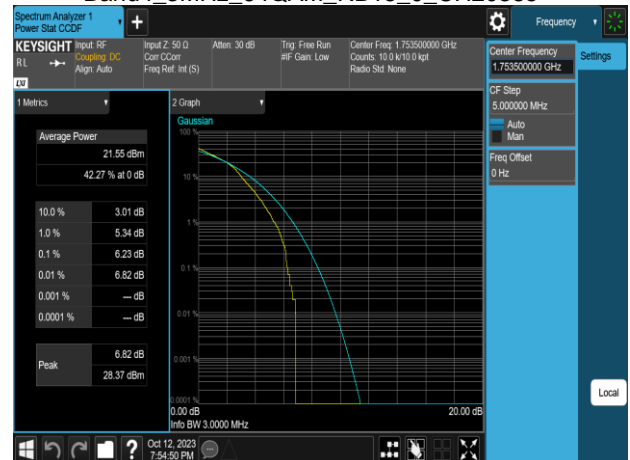 Spectrum Analyzer 1
Power Stat CCDF
Frequency
KEYSIGHT
Input: RF
Coupling: DC
Align: Auto
Input Z: 50 Ω
Corr CCorr
Freq Ref: Int (S)
Atten: 30 dB
Trig: Free Run
#IF Gain: Low
Center Freq: 1.753500000 GHz
Counts: 10.0 k/10.0 kpt
Radio Std: None
RL
LXI
Center Frequency
1.753500000 GHz
Settings
CF Step
5.000000 MHz
Auto
Man
Freq Offset
0 Hz
1 Metrics
2 Graph
Average Power
21.55 dBm
42.27 % at 0 dB
10.0 % 3.01 dB
1.0 % 5.34 dB
0.1 % 6.23 dB
0.01 % 6.82 dB
0.001 % --- dB
0.0001 % --- dB
Peak
6.82 dB
28.37 dBm
Gaussian
100 %
10 %
1 %
0.1 %
0.01 %
0.001 %
0.0001 %
0.00 dB
20.00 dB
Info BW 3.0000 MHz
Local
Oct 12, 2023
7:54:50 PM